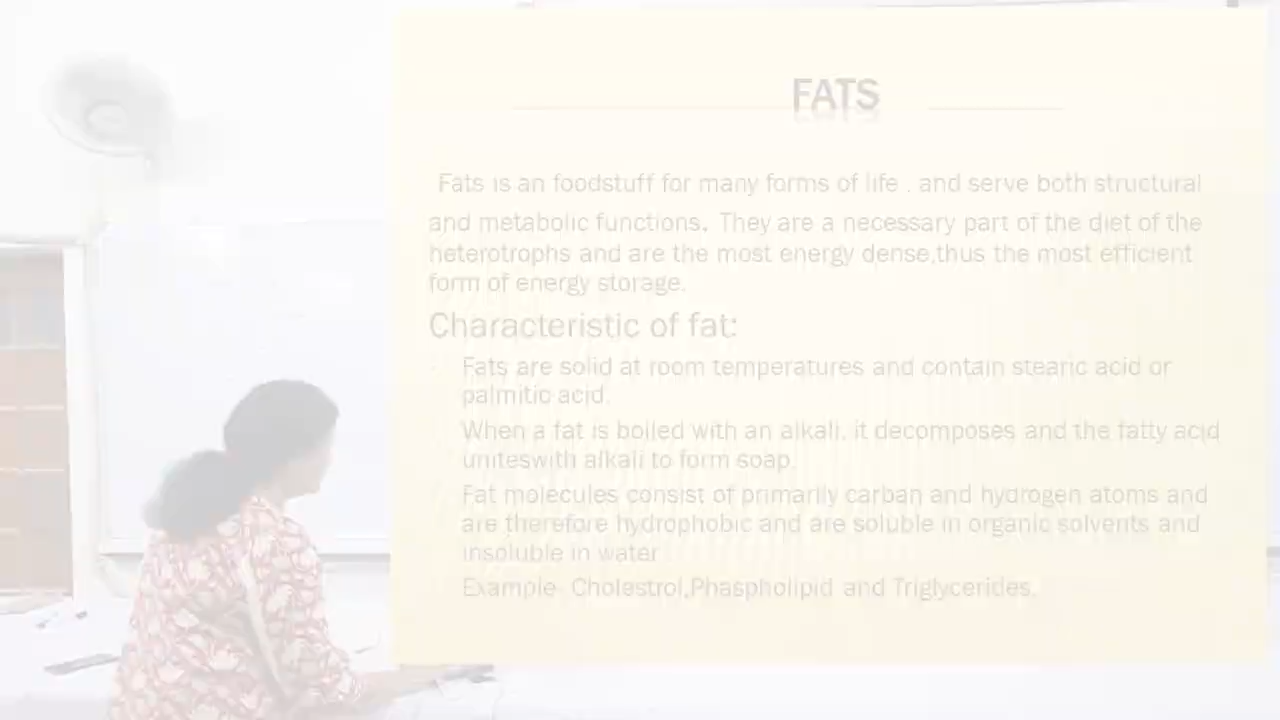 FATS
Fats is an foodstuff for many forms of life , and serve both structural
and metabolic functions. They are a necessary part of the diet of the
heterotrophs and are the most energy dense,thus the most efficient
form of energy storage.
Characteristic of fat:
Fats are solid at room temperatures and contain stearic acid or
palmitic acid.
When a fat is boiled with an alkali, it decomposes and the fatty acid
uniteswith alkali to form soap.
Fat molecules consist of primarily carban and hydrogen atoms and
are therefore hydrophobic and are soluble in organic solvents and
insoluble in water
Example- Cholestrol,Phaspholipid and Triglycerides.